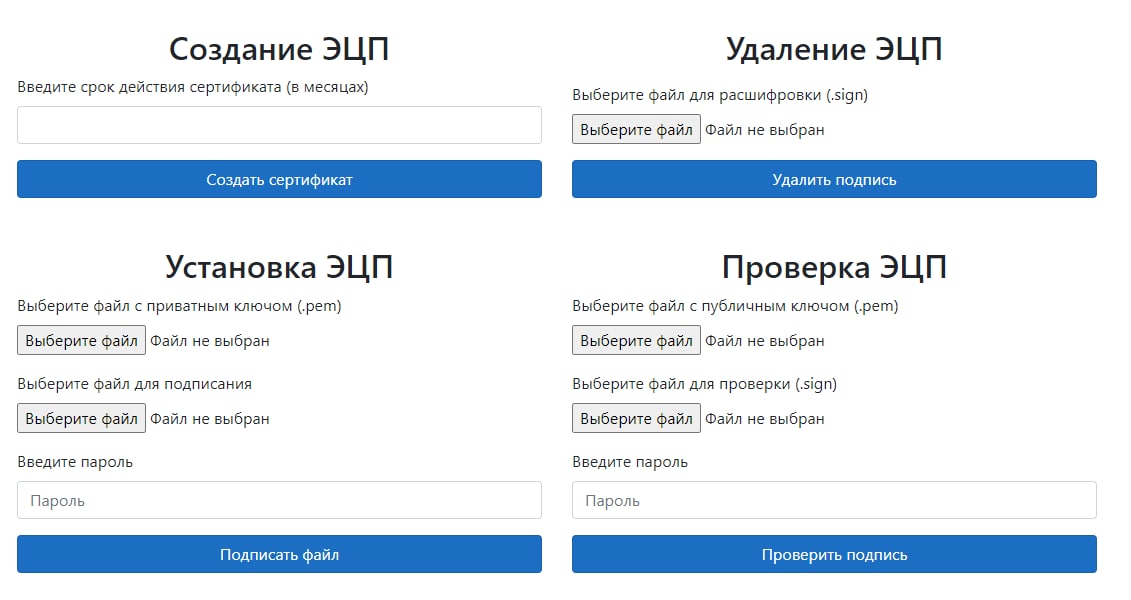 Создание ЭЦП
Введите срок действия сертификата (в месяцах)
Создать сертификат
Удаление ЭЦП
Выберите файл для расшифровки (.sign)
Выберите файл Файл не выбран
Удалить подпись
Установка ЭЦП
Выберите файл с приватным ключом (.pem)
Выберите файл Файл не выбран
Выберите файл для подписания
Выберите файл Файл не выбран
Введите пароль
Пароль
Подписать файл
Проверка ЭЦП
Выберите файл с публичным ключом (.pem)
Выберите файл Файл не выбран
Выберите файл для проверки (.sign)
Выберите файл Файл не выбран
Введите пароль
Пароль
Проверить подпись